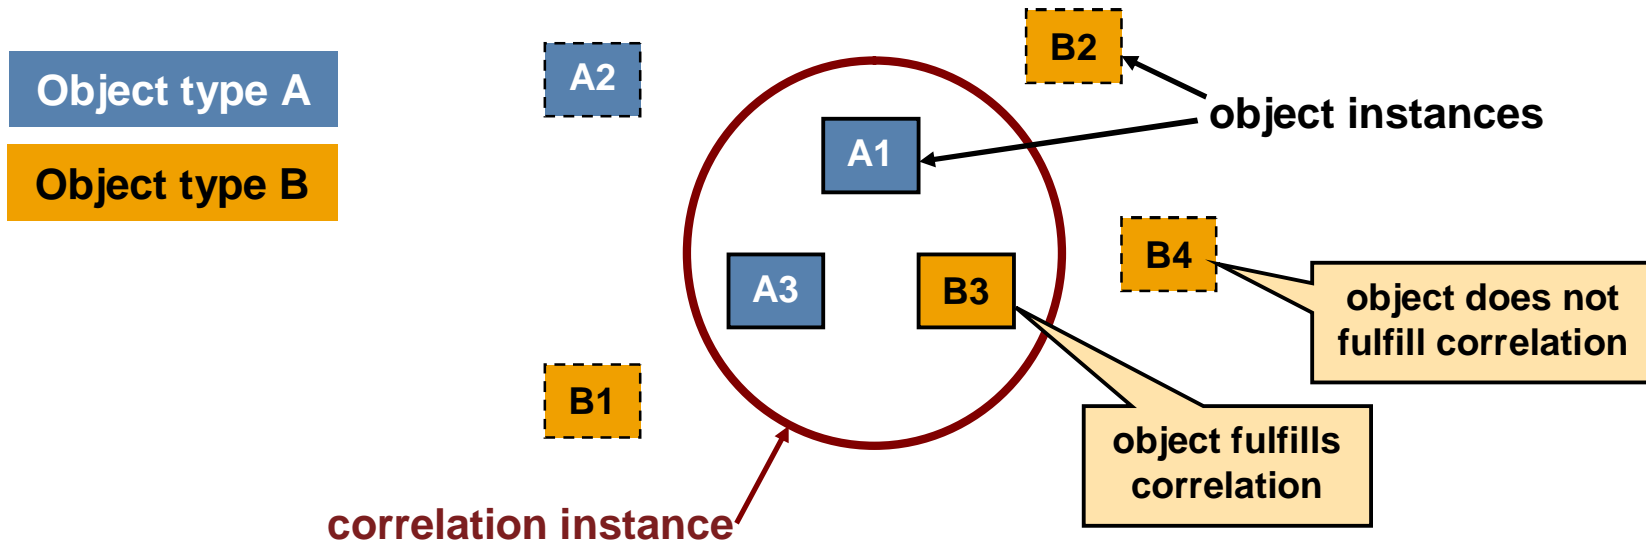 Object type A
Object type B
A2
B2
object instances
A1
B4
A3
B3
object does not
fulfill correlation
B1
object fulfills
correlation
correlation instance